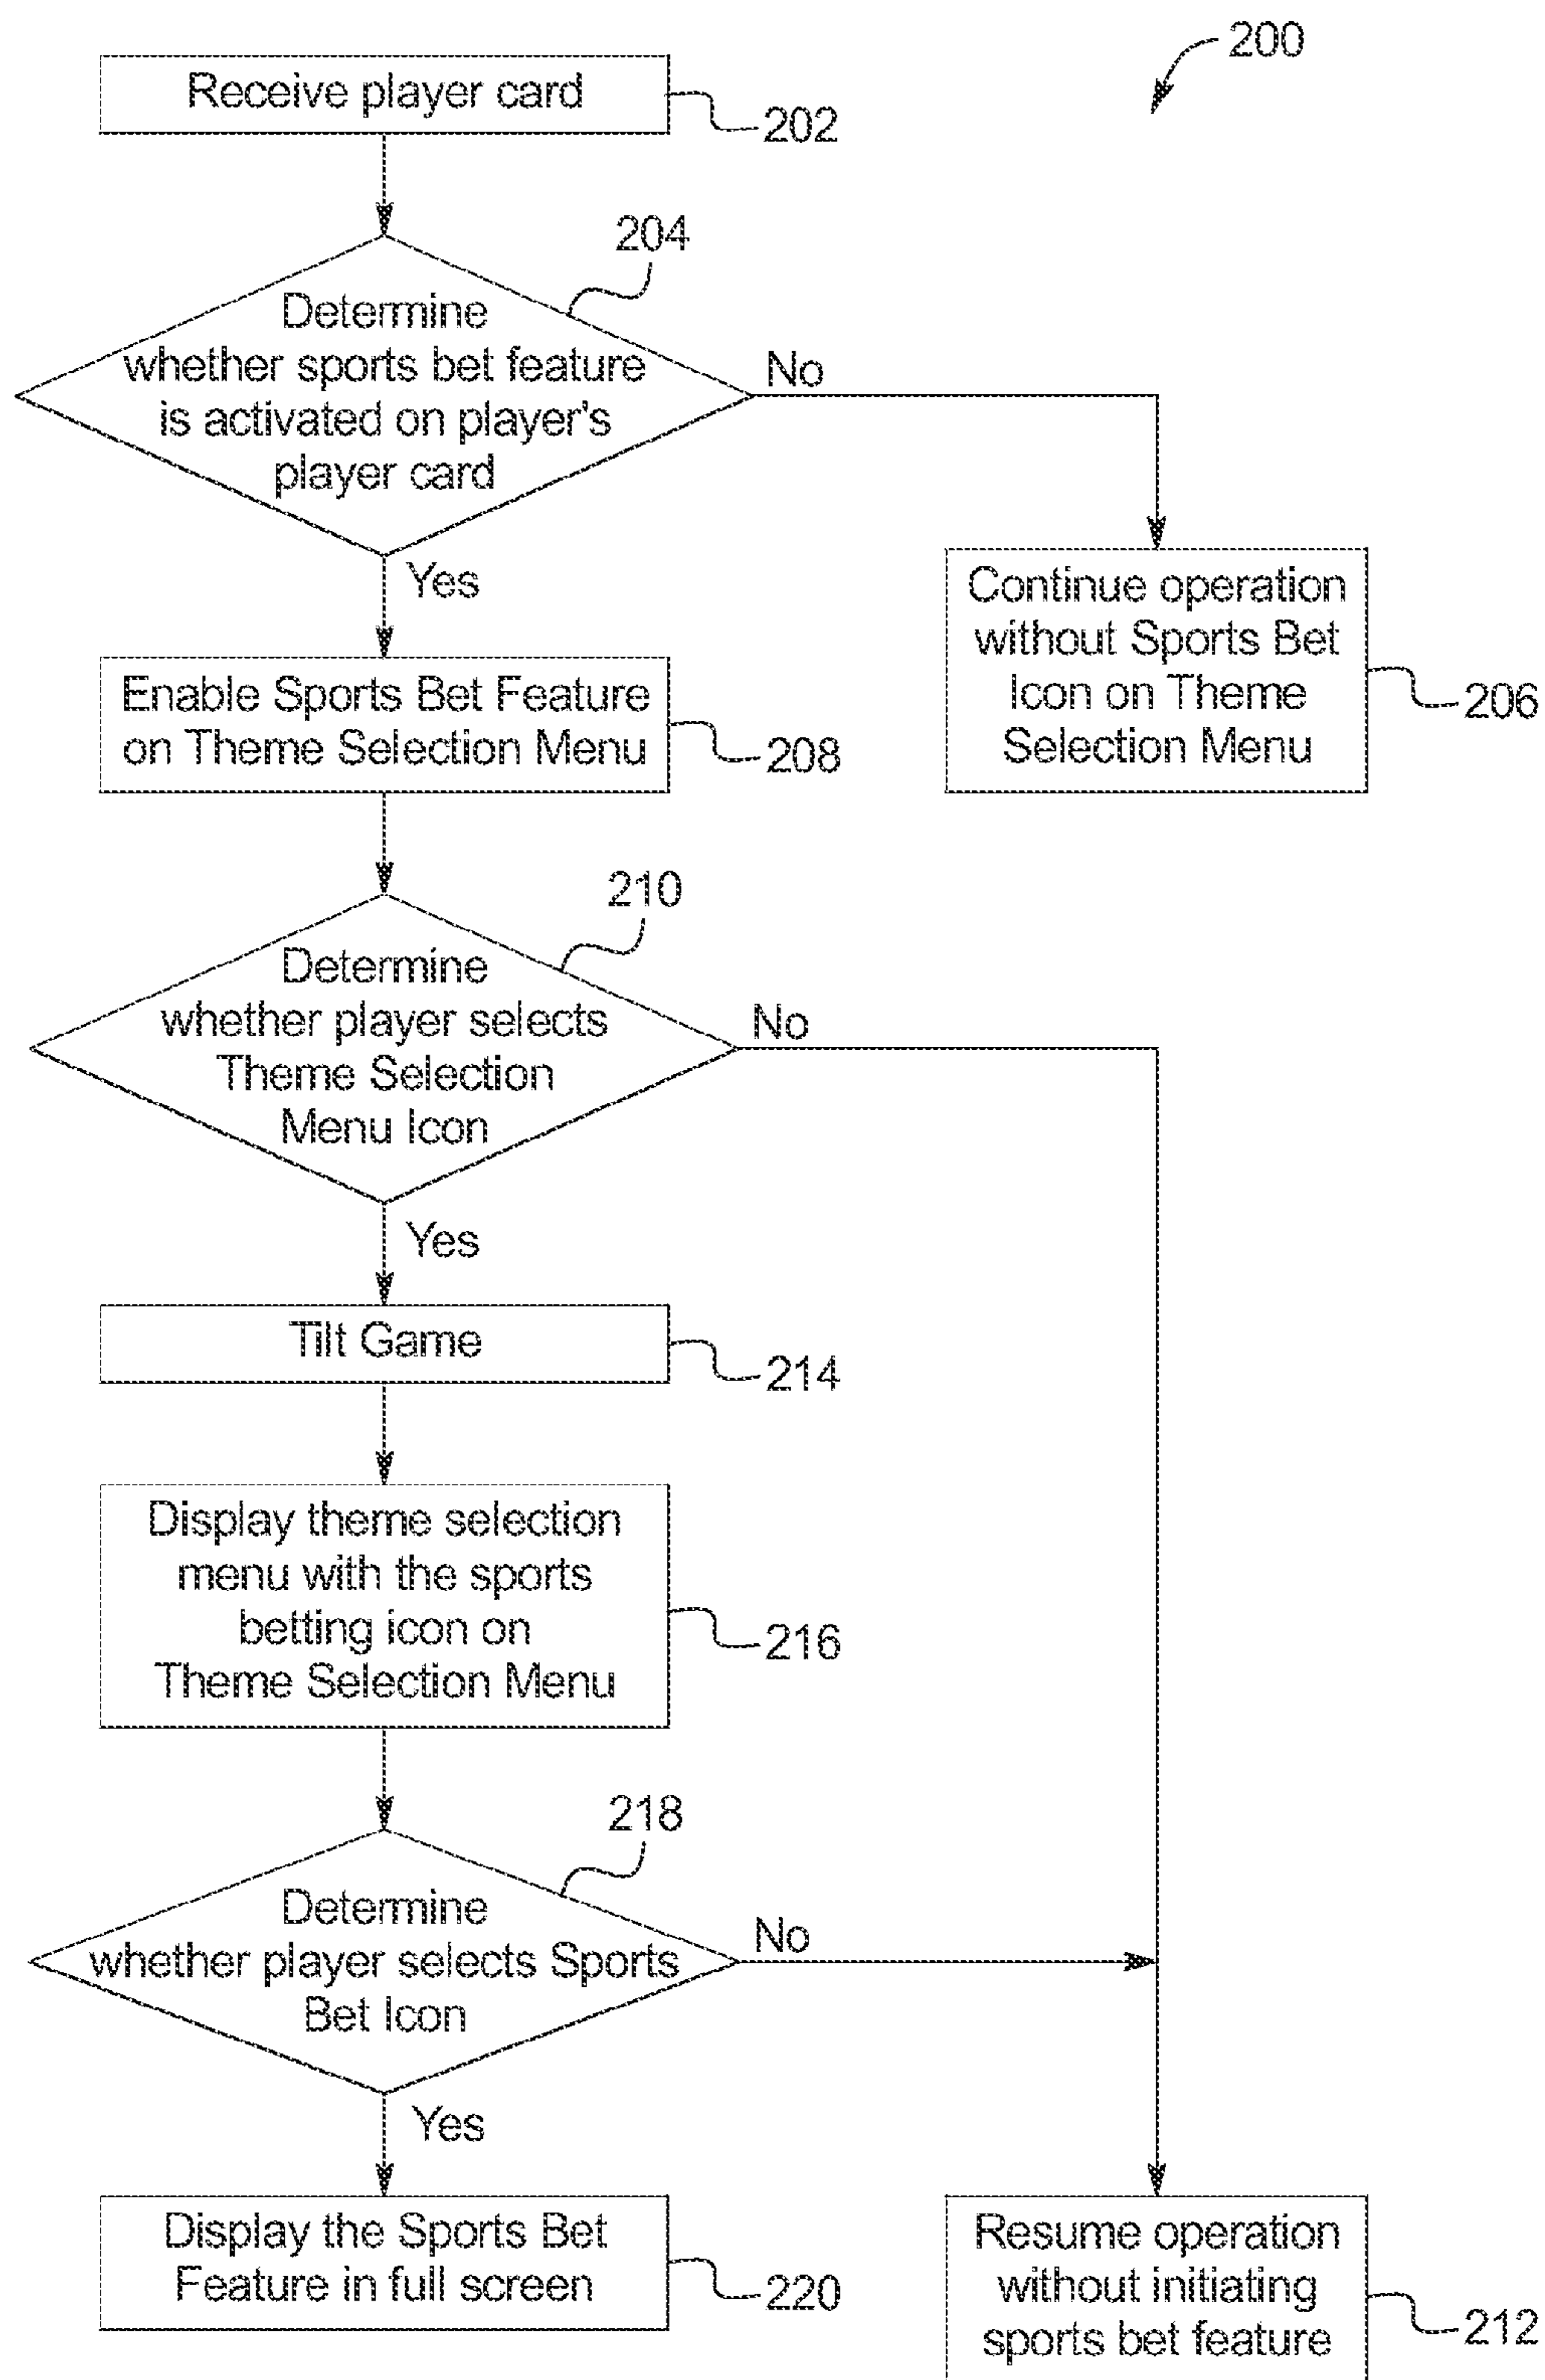 200
Receive player card
202
204
Determine
whether sports bet feature
is activated on player's
player card
No
Yes
Continue operation
without Sports Bet
Icon on Theme
Selection Menu
206
Enable Sports Bet Feature
on Theme Selection Menu
208
210
Determine
whether player selects
Theme Selection
Menu Icon
No
Yes
Tilt Game
214
Display theme selection
menu with the sports
betting icon on
Theme Selection Menu
216
218
Determine
whether player selects Sports
Bet Icon
No
Yes
Display the Sports Bet
Feature in full screen
220
Resume operation
without initiating
sports bet feature
212